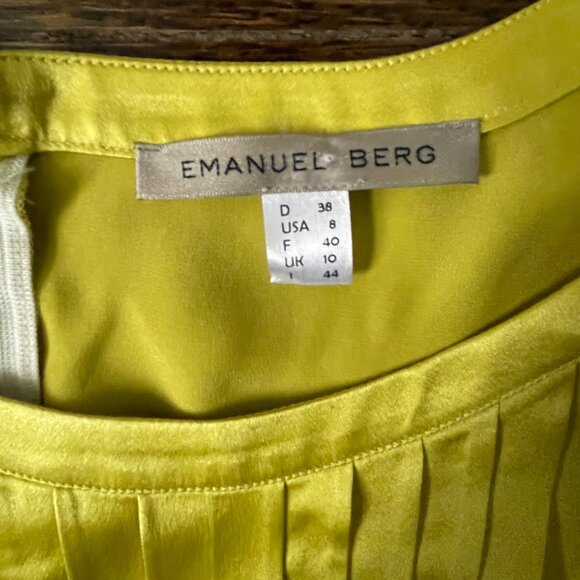 EMANUEL BERG
D 38
USA 8
F 40
UK 10
I 44